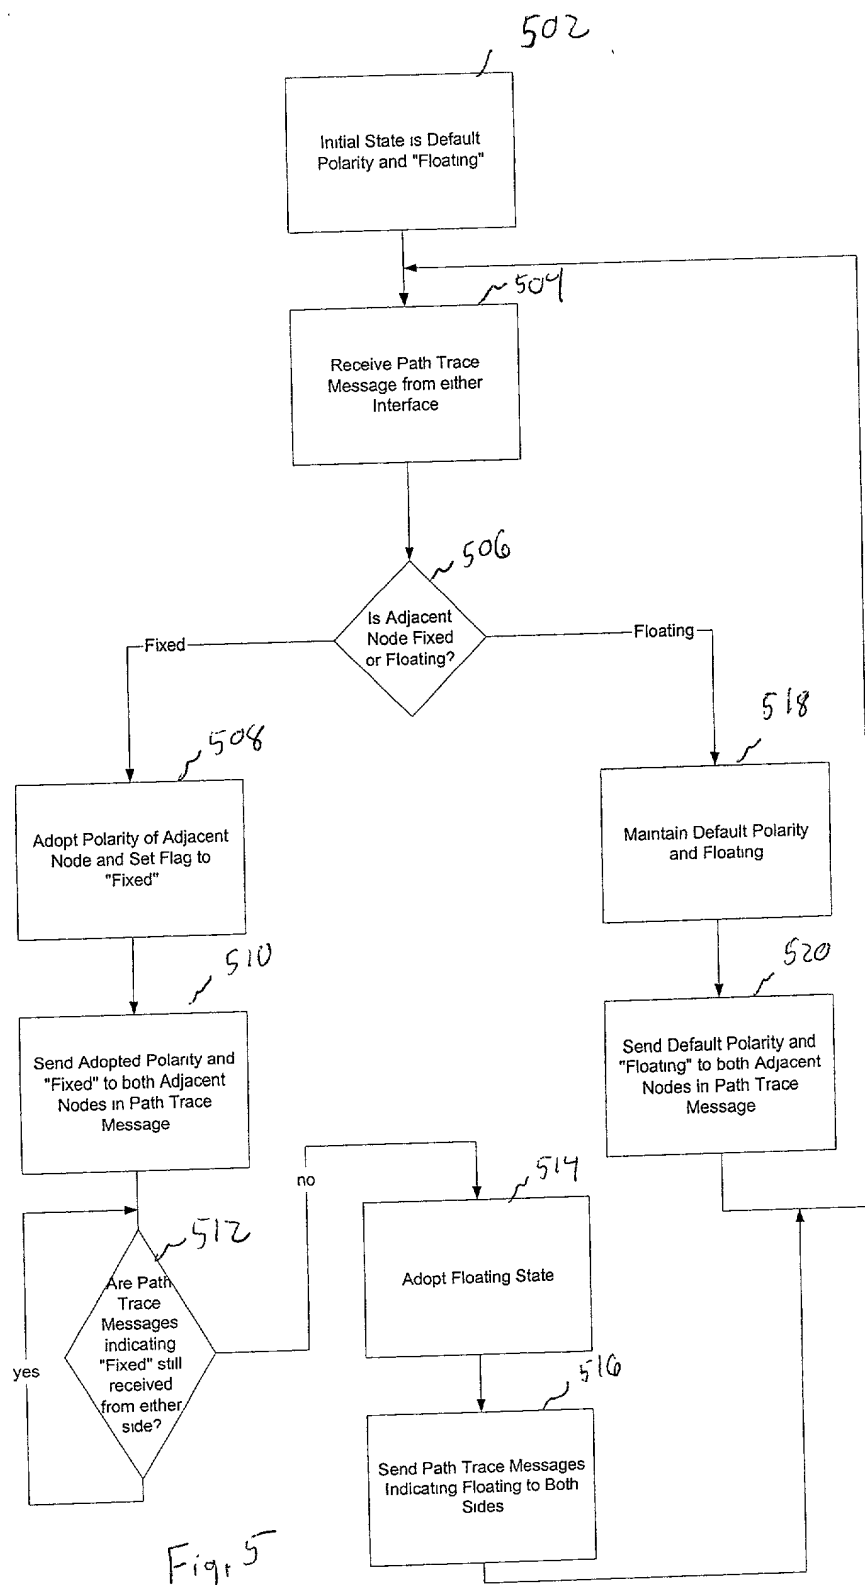 502
Initial State is Default
Polarity and "Floating"
504
Receive Path Trace
Message from either
Interface
506
Is Adjacent
Node Fixed
or Floating?
Fixed
Floating
508
Adopt Polarity of Adjacent
Node and Set Flag to
"Fixed"
518
Maintain Default Polarity
and Floating
510
Send Adopted Polarity and
"Fixed" to both Adjacent
Nodes in Path Trace
Message
520
Send Default Polarity and
"Floating" to both Adjacent
Nodes in Path Trace
Message
no
512
Are Path
Trace
Messages
indicating
"Fixed" still
received
from either
side?
yes
514
Adopt Floating State
516
Send Path Trace Messages
Indicating Floating to Both
Sides
Fig. 5